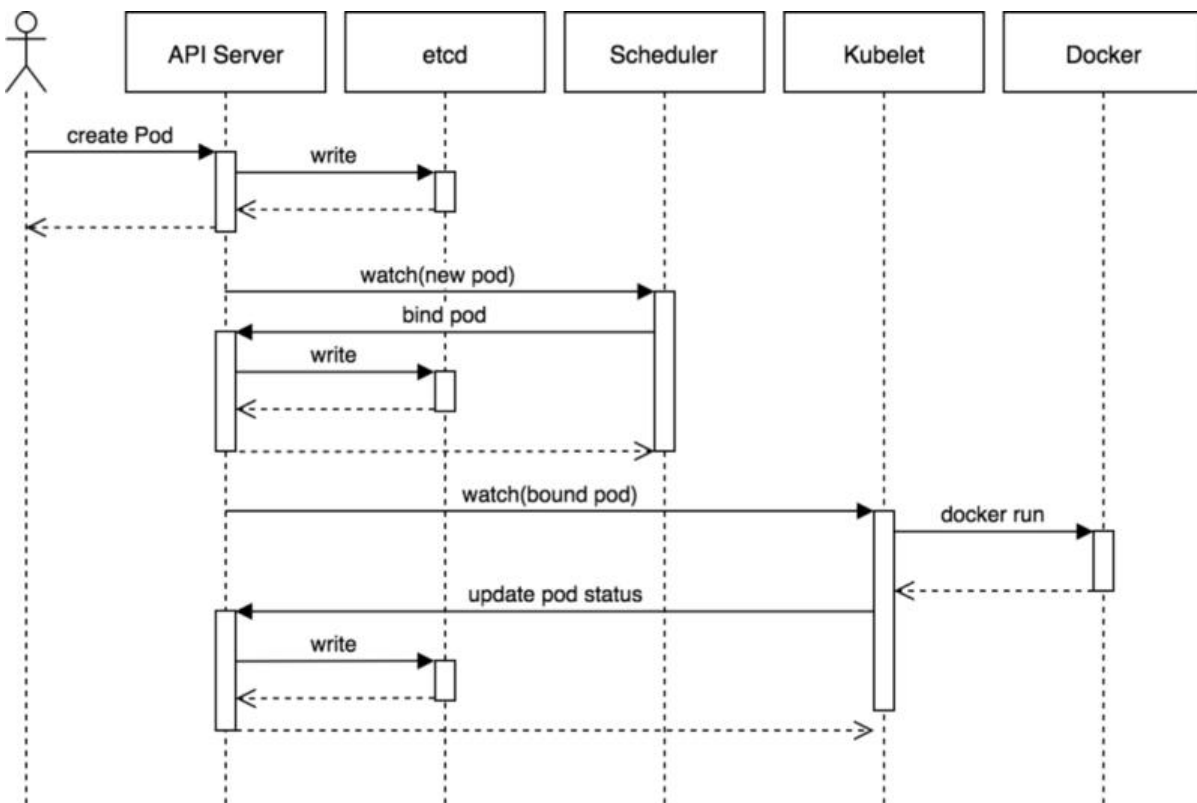 API Server
etcd
Scheduler
Kubelet
Docker
create Pod
write
watch(new pod)
bind pod
write
watch(bound pod)
docker run
update pod status
write